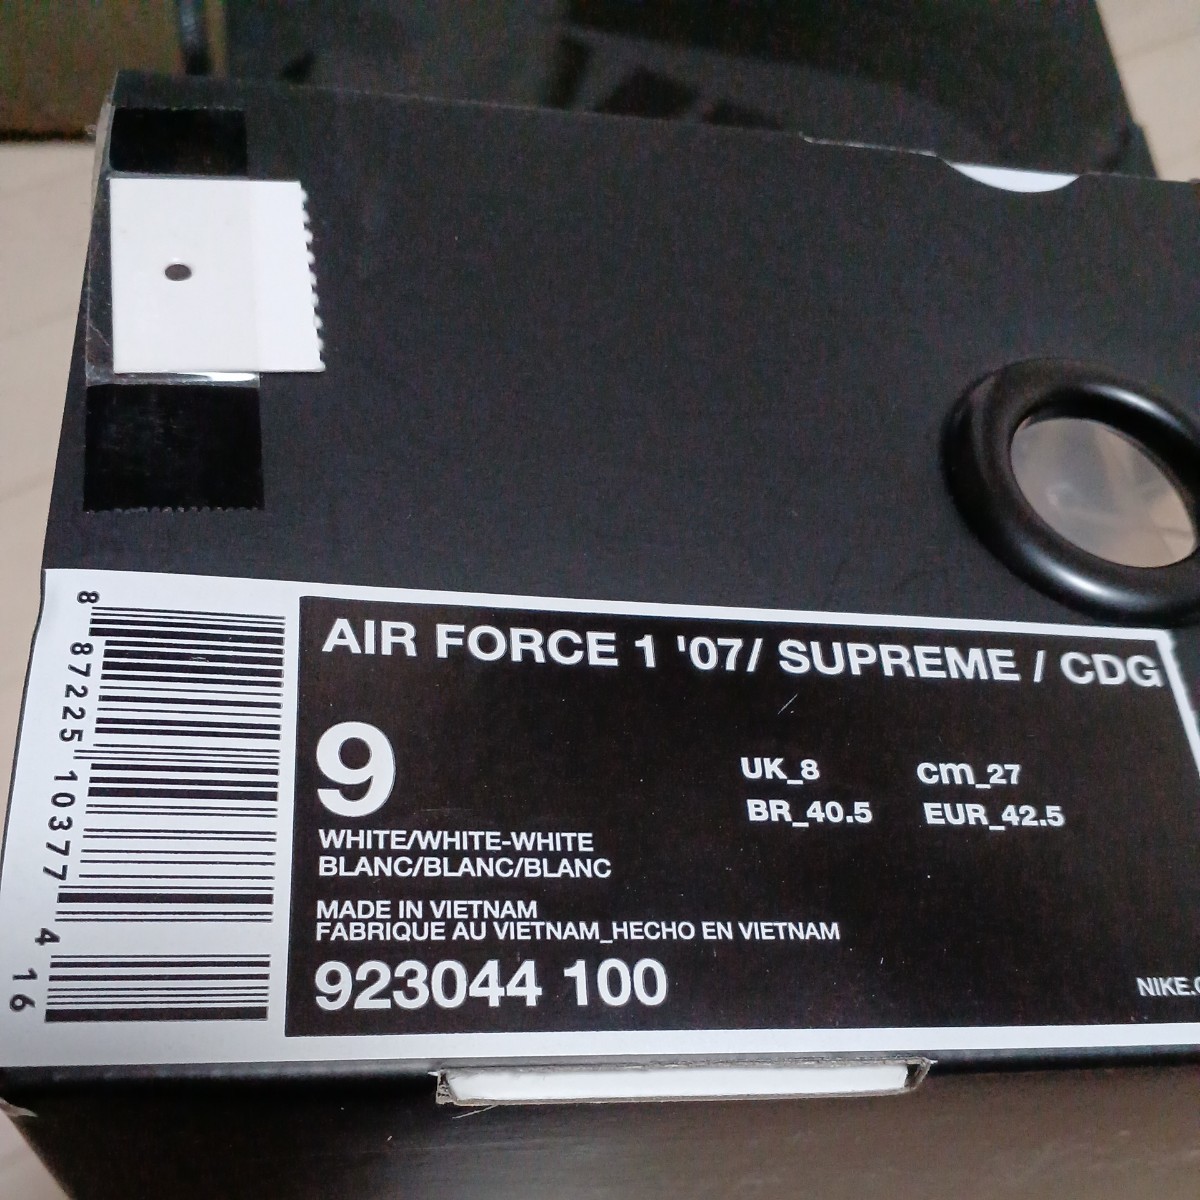 AIR FORCE 1 '07/ SUPREME / CDG
9
UK_8 cm_27
BR_40.5 EUR_42.5
WHITE/WHITE-WHITE
BLANC/BLANC/BLANC
MADE IN VIETNAM
FABRIQUE AU VIETNAM_HECHO EN VIETNAM
923044 100
NIKE.C
8 87225 10377 4 16